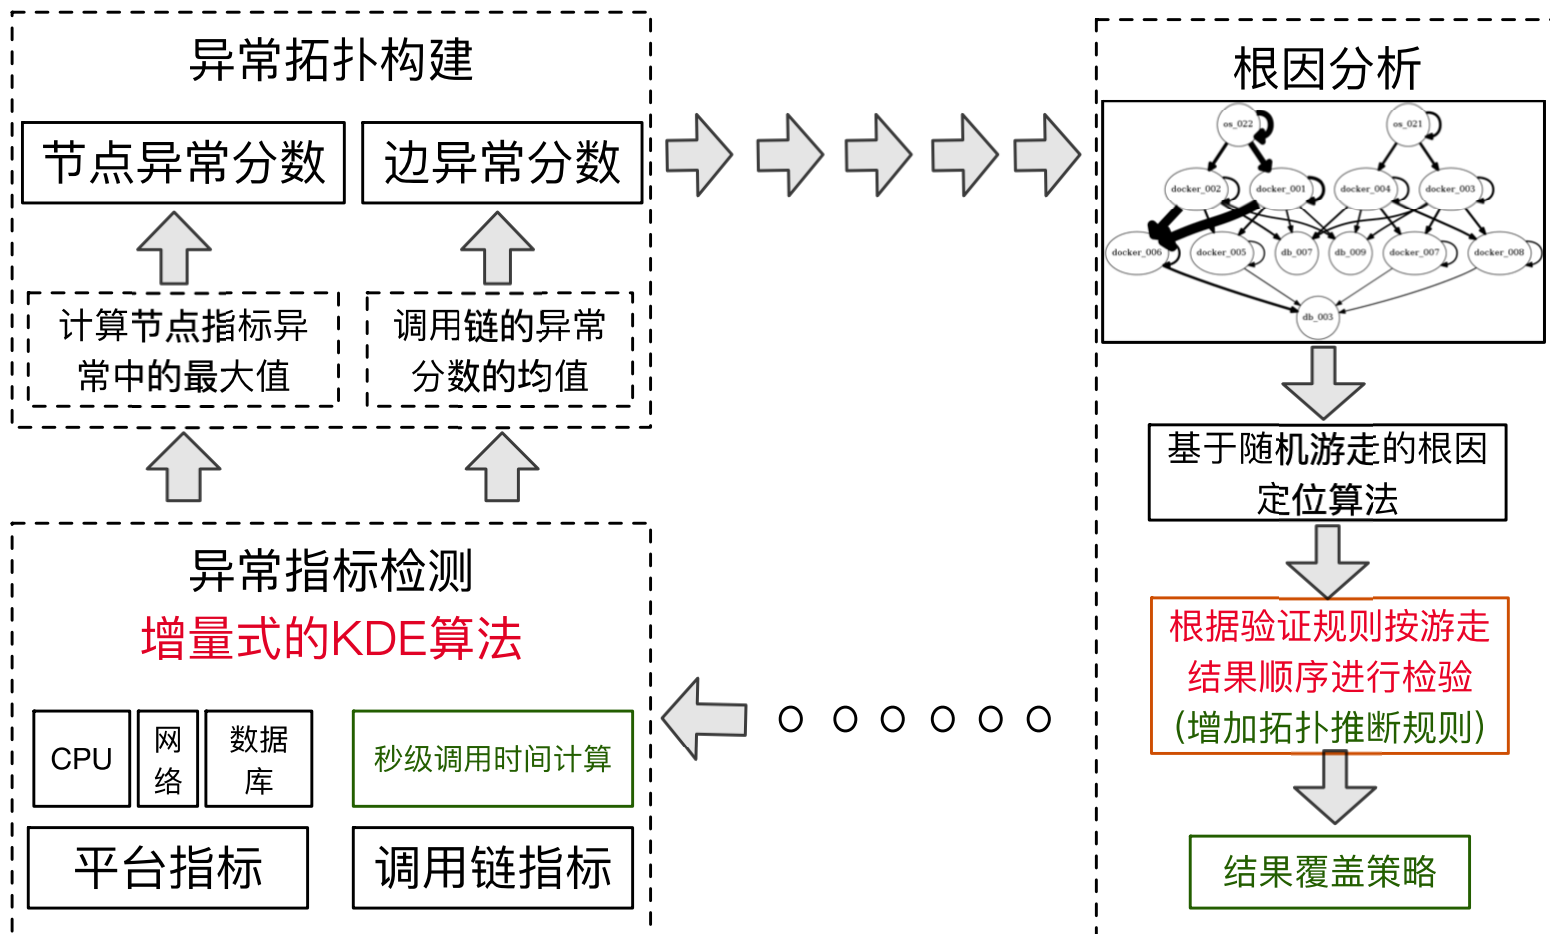 异常拓扑构建
节点异常分数
边异常分数
计算节点指标异
常中的最大值
调用链的异常
分数的均值
异常指标检测
增量式的KDE算法
CPU
网
络
数据
库
秒级调用时间计算
平台指标
调用链指标
根因分析
os_022
os_021
docker_002
docker_001
docker_004
docker_003
docker_006
docker_005
db_007
db_009
docker_007
docker_008
db_003
基于随机游走的根因
定位算法
根据验证规则按游走
结果顺序进行检验
(增加拓扑推断规则)
结果覆盖策略